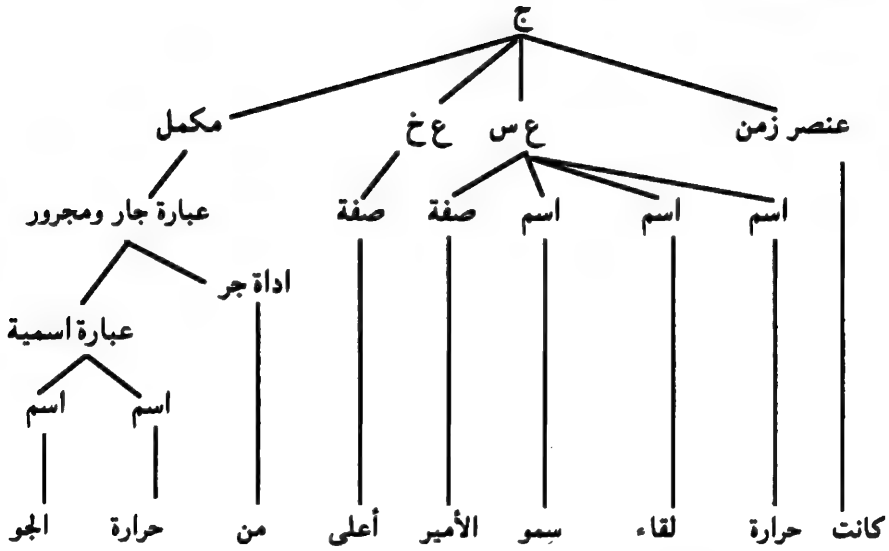 ج
عنصر زمن ع س ع خ مكمل
اسم اسم اسم صفة صفة عبارة جار ومجرور
اداة جر
عبارة اسمية
اسم اسم
كانت حرارة لقاء سمو الأمير أعلى من حرارة الجو